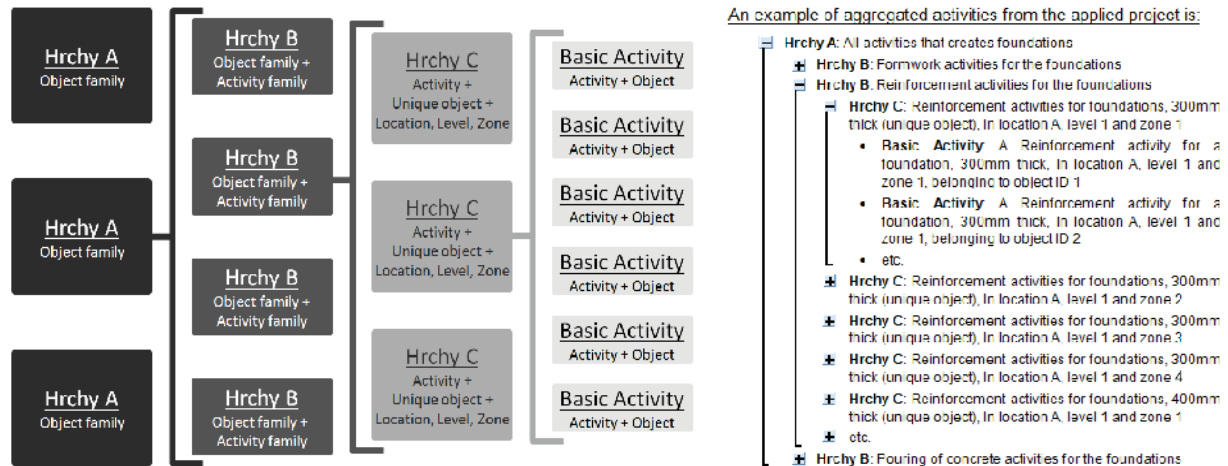 Hrchy A
Object family
Hrchy A
Object family
Hrchy A
Object family
Hrchy B
Object family +
Activity family
Hrchy B
Object family +
Activity family
Hrchy B
Object family +
Activity family
Hrchy B
Object family +
Activity family
Hrchy C
Activity +
Unique object +
Location, Level, Zone
Hrchy C
Activity +
Unique object +
Location, Level, Zone
Hrchy C
Activity +
Unique object +
Location, Level, Zone
Basic Activity
Activity + Object
Basic Activity
Activity + Object
Basic Activity
Activity + Object
Basic Activity
Activity + Object
Basic Activity
Activity + Object
Basic Activity
Activity + Object
An example of aggregated activities from the applied project is:
Hrchy A: All activities that creates foundations
Hrchy B: Formwork activities for the foundations
Hrchy B: Reinforcement activities for the foundations
Hrchy C: Reinforcement activities for foundations, 300mm
thick (unique object), In location A, level 1 and zone 1
• Basic Activity A Reinforcement activity for a
foundation, 300mm thick, In location A, level 1 and
zone 1, belonging to object ID 1
• Basic Activity A Reinforcement activity for a
foundation, 300mm thick, In location A, level 1 and
zone 1, belonging to object ID 2
• etc.
Hrchy C: Reinforcement activities for foundations, 300mm
thick (unique object), In location A, level 1 and zone 2
Hrchy C: Reinforcement activities for foundations, 300mm
thick (unique object), In location A, level 1 and zone 3
Hrchy C: Reinforcement activities for foundations, 300mm
thick (unique object), In location A, level 1 and zone 4
Hrchy C: Reinforcement activities for foundations, 400mm
thick (unique object), In location A, level 1 and zone 1
etc.
Hrchy B: Pouring of concrete activities for the foundations